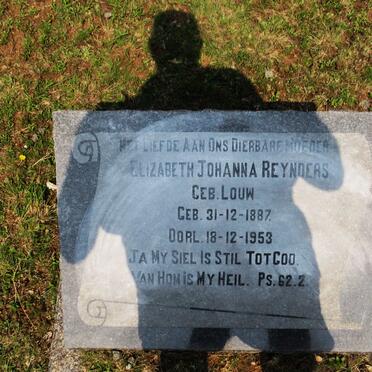 MET LIEFDE AAN ONS DIERBARE MOEDER
ELIZABETH JOHANNA REYNDERS
GEB. LOUW
GEB. 31-12-1887
OORL. 18-12-1953
JA MY SIEL IS STIL TOT GOD.
VAN HOM IS MY HEIL. PS. 62.2.